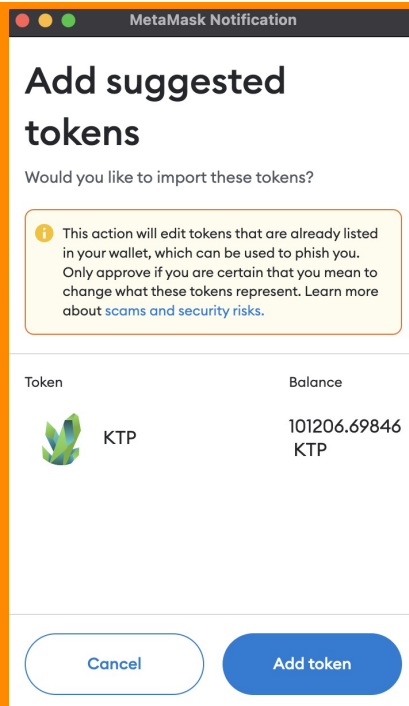 MetaMask Notification
Add suggested
tokens
Would you like to import these tokens?
This action will edit tokens that are already listed
in your wallet, which can be used to phish you.
Only approve if you are certain that you mean to
change what these tokens represent. Learn more
about scams and security risks.
Token Balance
KTP 101206.69846
KTP
Cancel Add token